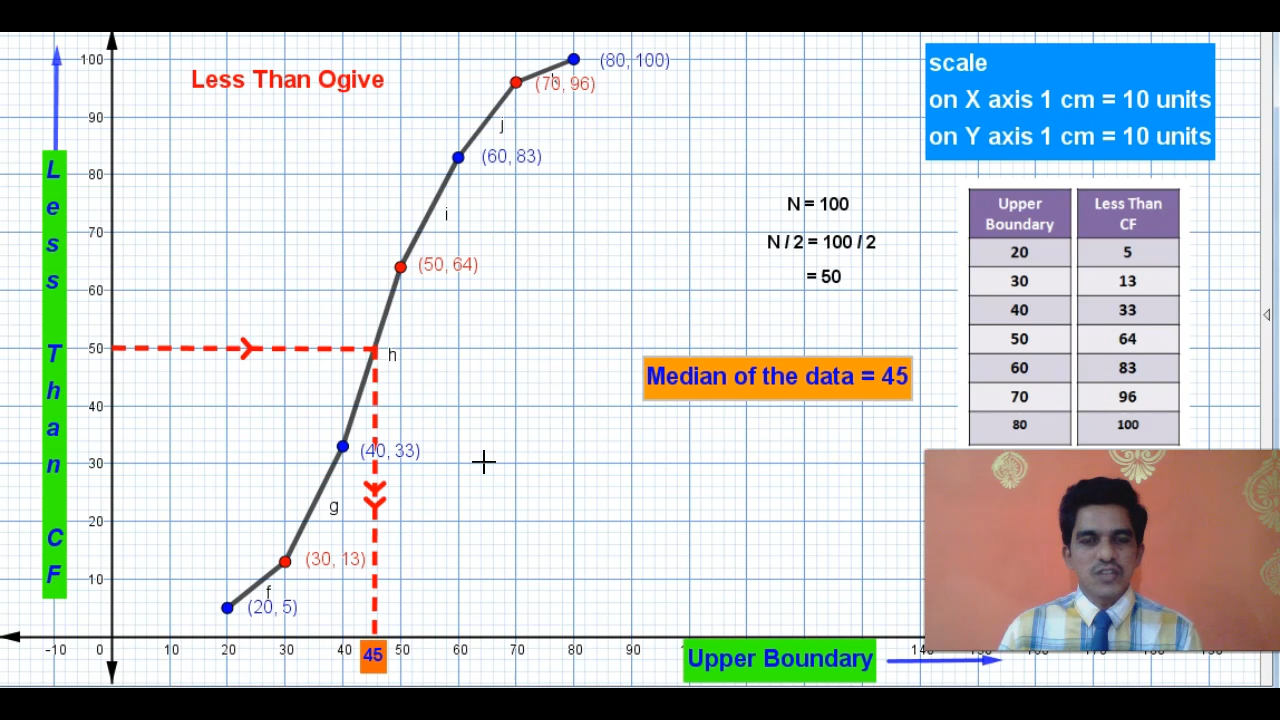 Less Than Ogive
scale
on X axis 1 cm = 10 units
on Y axis 1 cm = 10 units
N = 100
N / 2 = 100 / 2
= 50
Median of the data = 45
Upper Boundary Less Than CF
20 5
30 13
40 33
50 64
60 83
70 96
80 100
Less Than CF
100
90
80
70
60
50
40
30
20
10
(80, 100)
(70, 96)
j
(60, 83)
i
(50, 64)
h
(40, 33)
g
(30, 13)
f
(20, 5)
-10 0 10 20 30 40 50 60 70 80 90
45
Upper Boundary